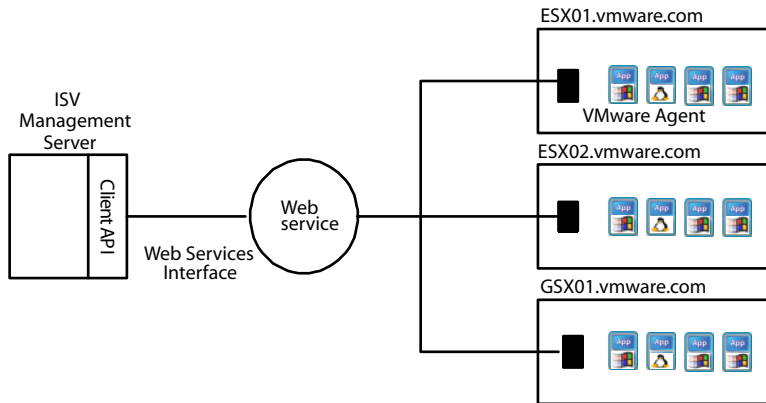 ESX01.vmware.com
App App App App
VMware Agent
ISV
Management
Server
Client API
Web Services
Interface
Web
service
ESX02.vmware.com
App App App App
GSX01.vmware.com
App App App App